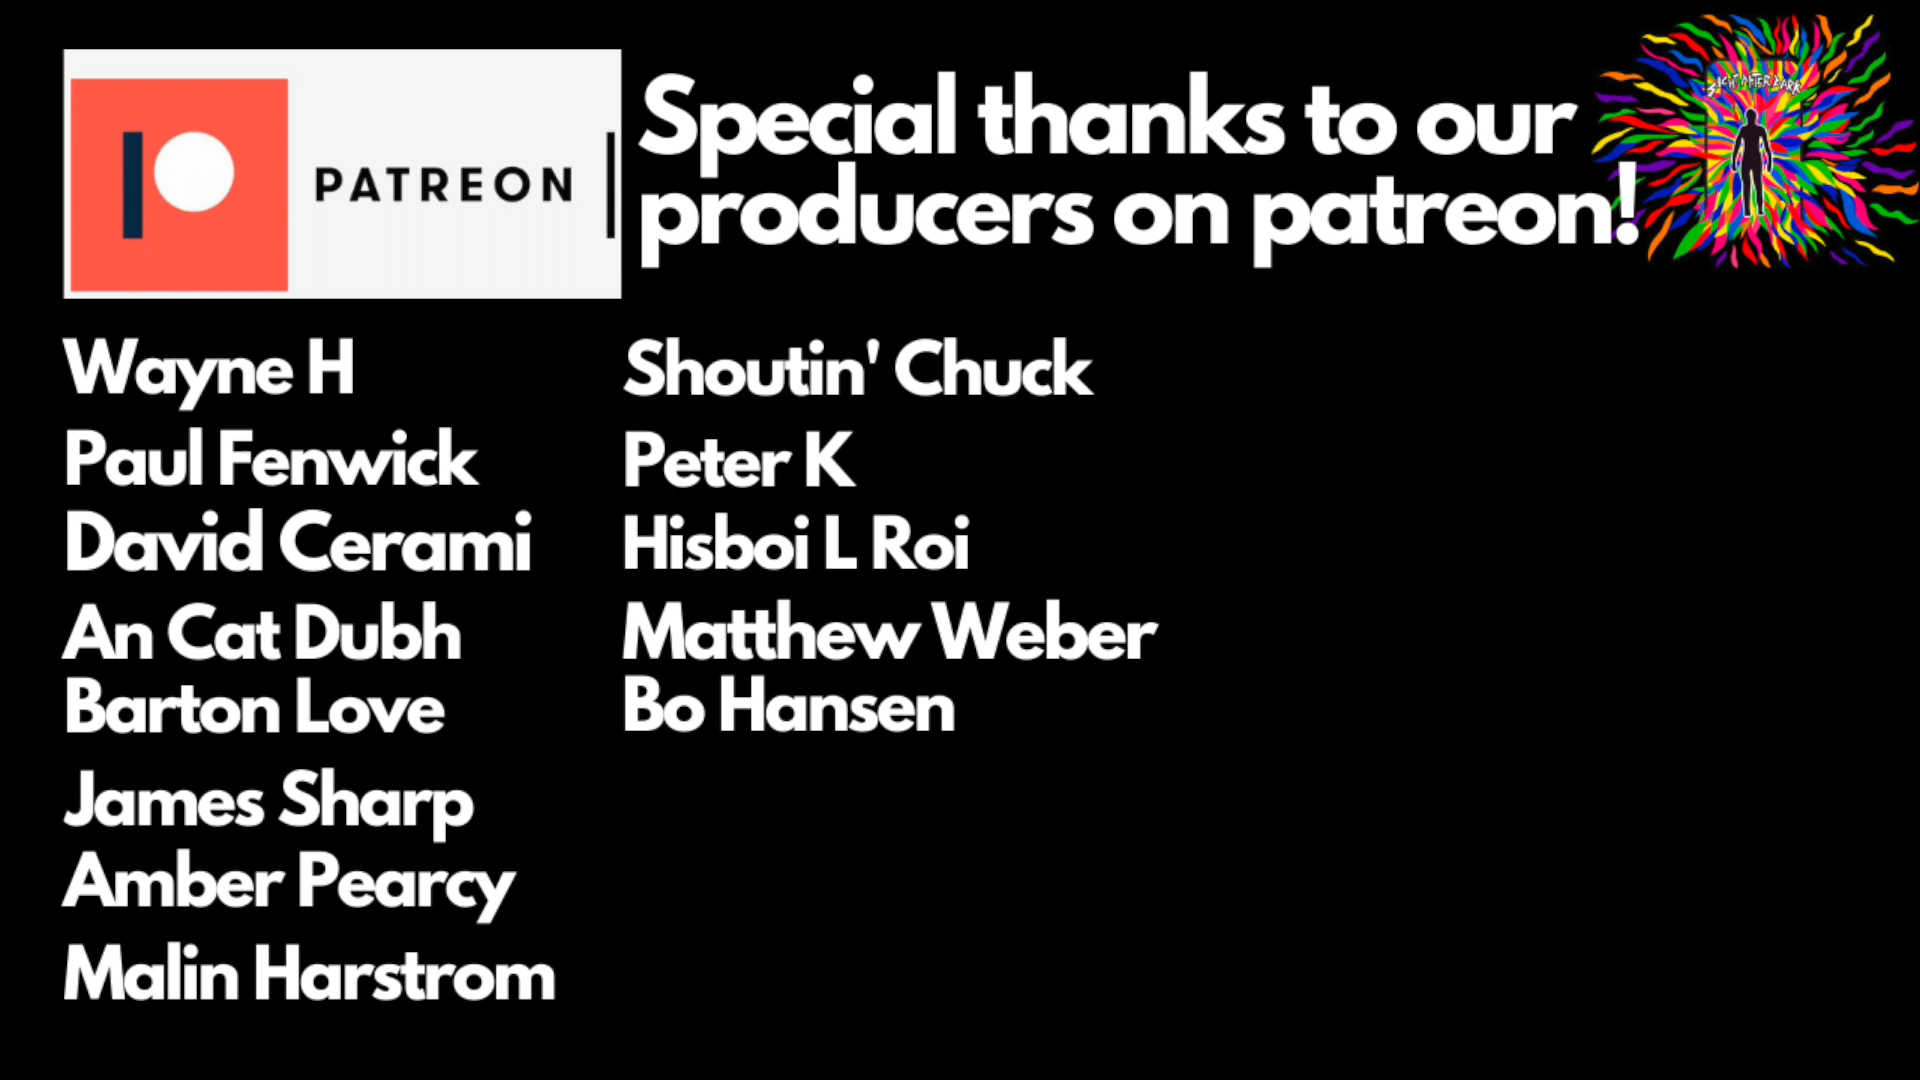 PATREON
Special thanks to our
producers on patreon!
Wayne H
Paul Fenwick
David Cerami
An Cat Dubh
Barton Love
James Sharp
Amber Pearcy
Malin Harstrom
Shoutin' Chuck
Peter K
Hisboi L Roi
Matthew Weber
Bo Hansen